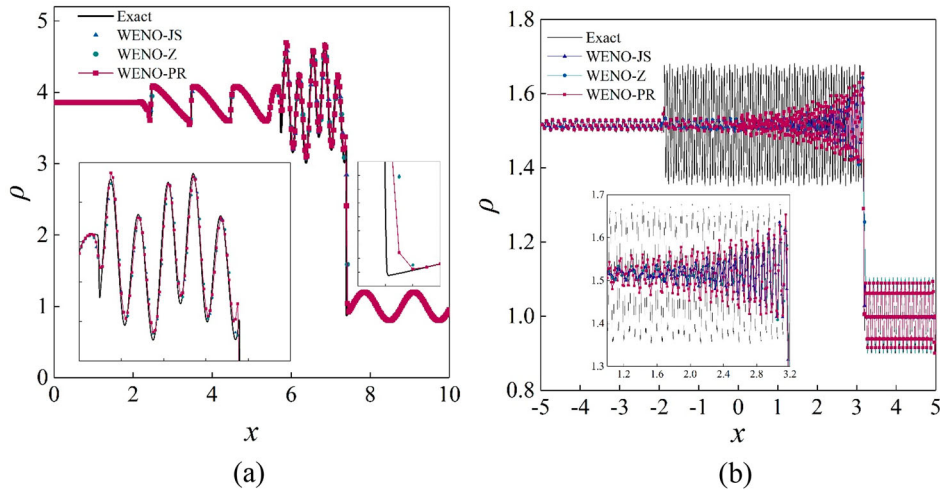 Exact
WENO-JS
WENO-Z
WENO-PR
5
4
3
2
1
0
ρ
0 2 4 6 8 10
x
(a)
1.8
1.6
1.4
1.2
1.0
0.8
ρ
Exact
WENO-JS
WENO-Z
WENO-PR
1.7
1.6
1.5
1.4
1.3
1.2 1.6 2.0 2.4 2.8 3.2
-5 -4 -3 -2 -1 0 1 2 3 4 5
x
(b)